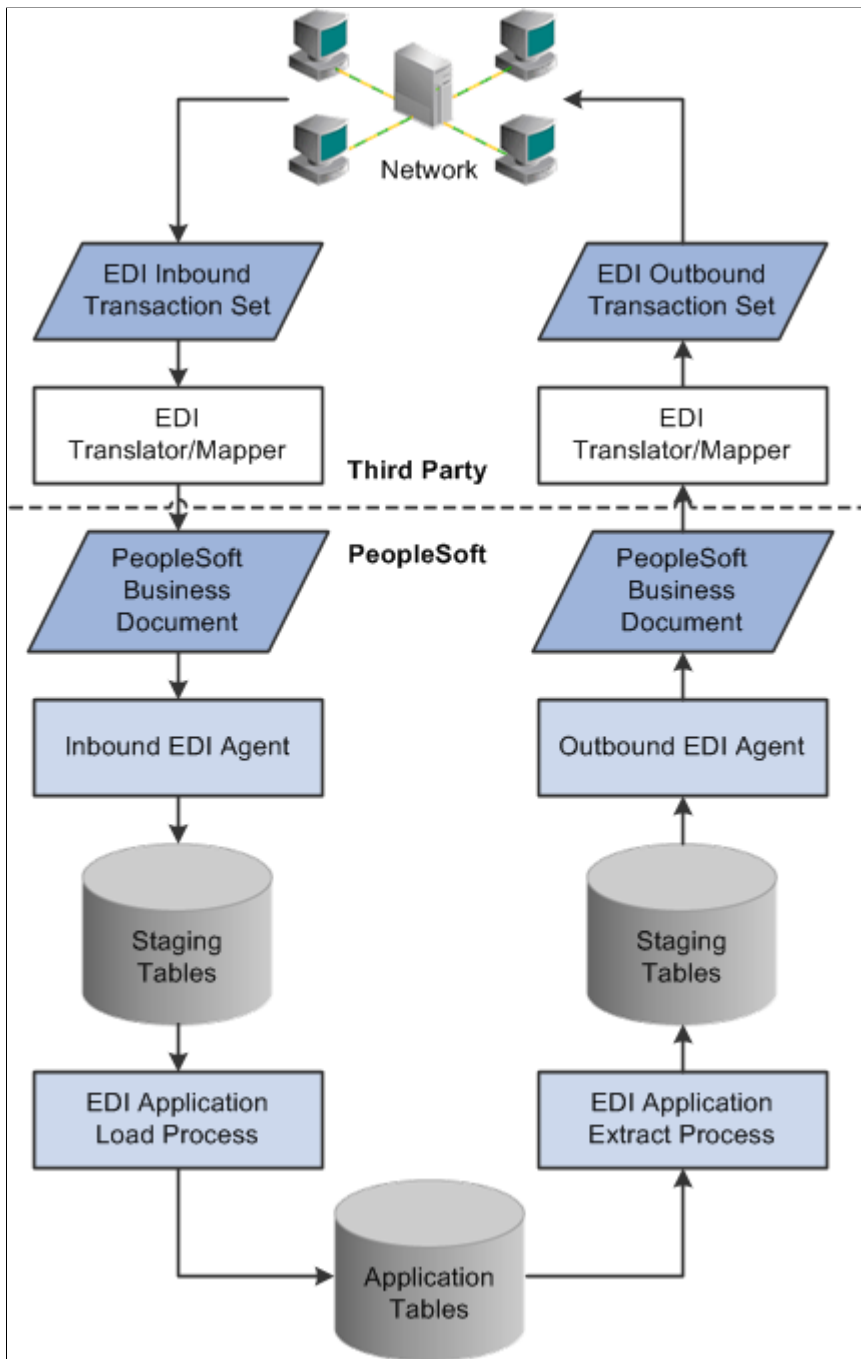 Network
EDI Inbound
Transaction Set
EDI Outbound
Transaction Set
EDI
Translator/Mapper
EDI
Translator/Mapper
Third Party
PeopleSoft
PeopleSoft
Business
Document
PeopleSoft
Business
Document
Inbound EDI Agent
Outbound EDI Agent
Staging
Tables
Staging
Tables
EDI Application
Load Process
EDI Application
Extract Process
Application
Tables